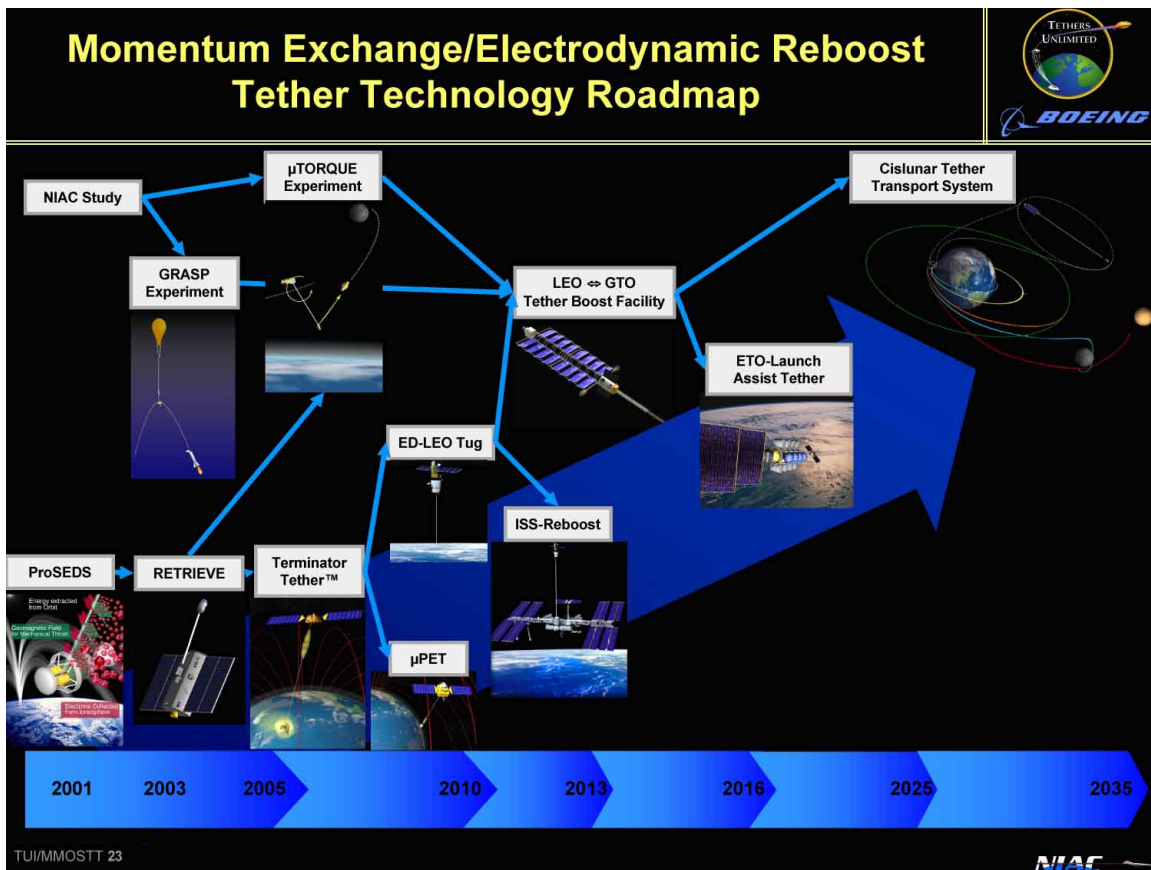 Momentum Exchange/Electrodynamic Reboost
Tether Technology Roadmap
TETHERS
UNLIMITED
BOEING
NIAC Study
µTORQUE
Experiment
Cislunar Tether
Transport System
GRASP
Experiment
LEO ⇔ GTO
Tether Boost Facility
ETO-Launch
Assist Tether
ED-LEO Tug
ISS-Reboost
ProSEDS
RETRIEVE
Terminator
Tether™
Energy extracted
from Orbit
Geomagnetic Field
for Mechanical Thrust
Electrons Collected
from Ionosphere
µPET
2001
2003
2005
2010
2013
2016
2025
2035
TUI/MMOSTT 23
NIAC